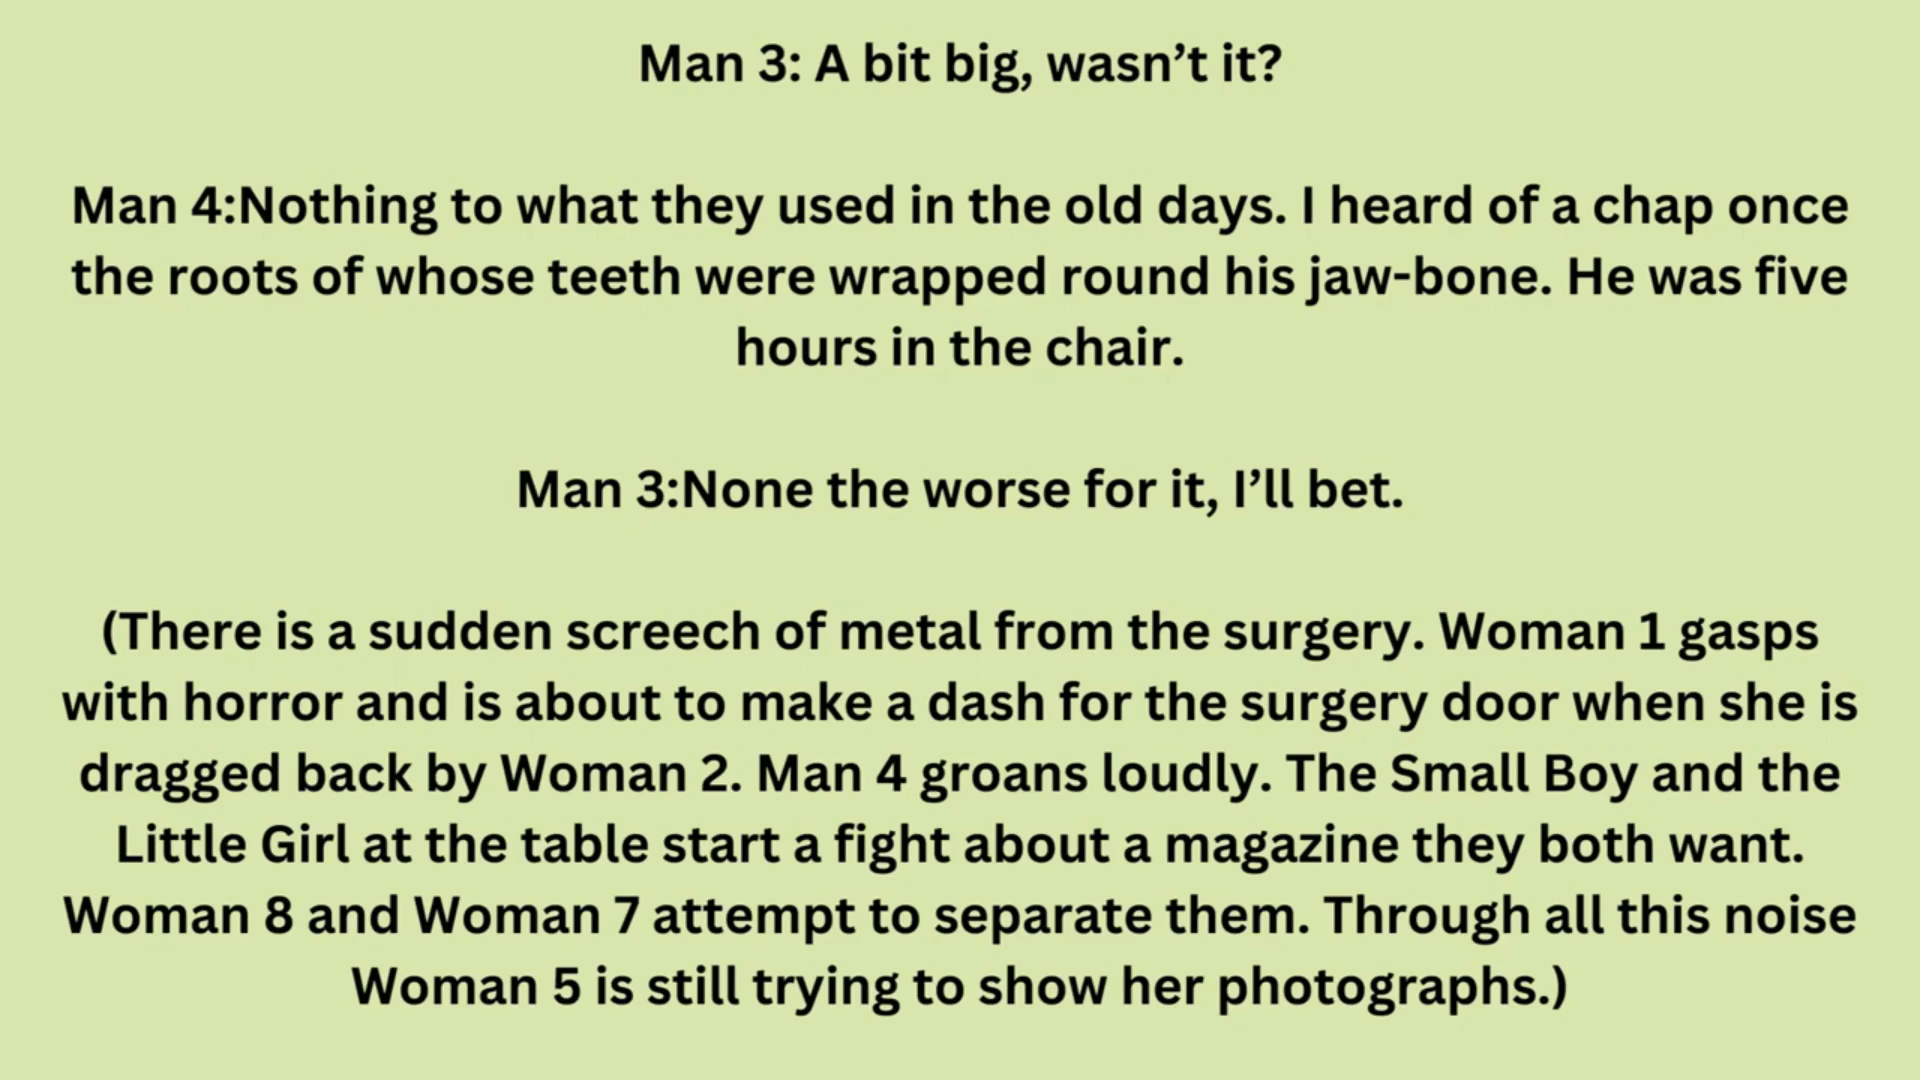 Man 3: A bit big, wasn’t it?
Man 4:Nothing to what they used in the old days. I heard of a chap once
the roots of whose teeth were wrapped round his jaw-bone. He was five
hours in the chair.
Man 3:None the worse for it, I’ll bet.
(There is a sudden screech of metal from the surgery. Woman 1 gasps
with horror and is about to make a dash for the surgery door when she is
dragged back by Woman 2. Man 4 groans loudly. The Small Boy and the
Little Girl at the table start a fight about a magazine they both want.
Woman 8 and Woman 7 attempt to separate them. Through all this noise
Woman 5 is still trying to show her photographs.)